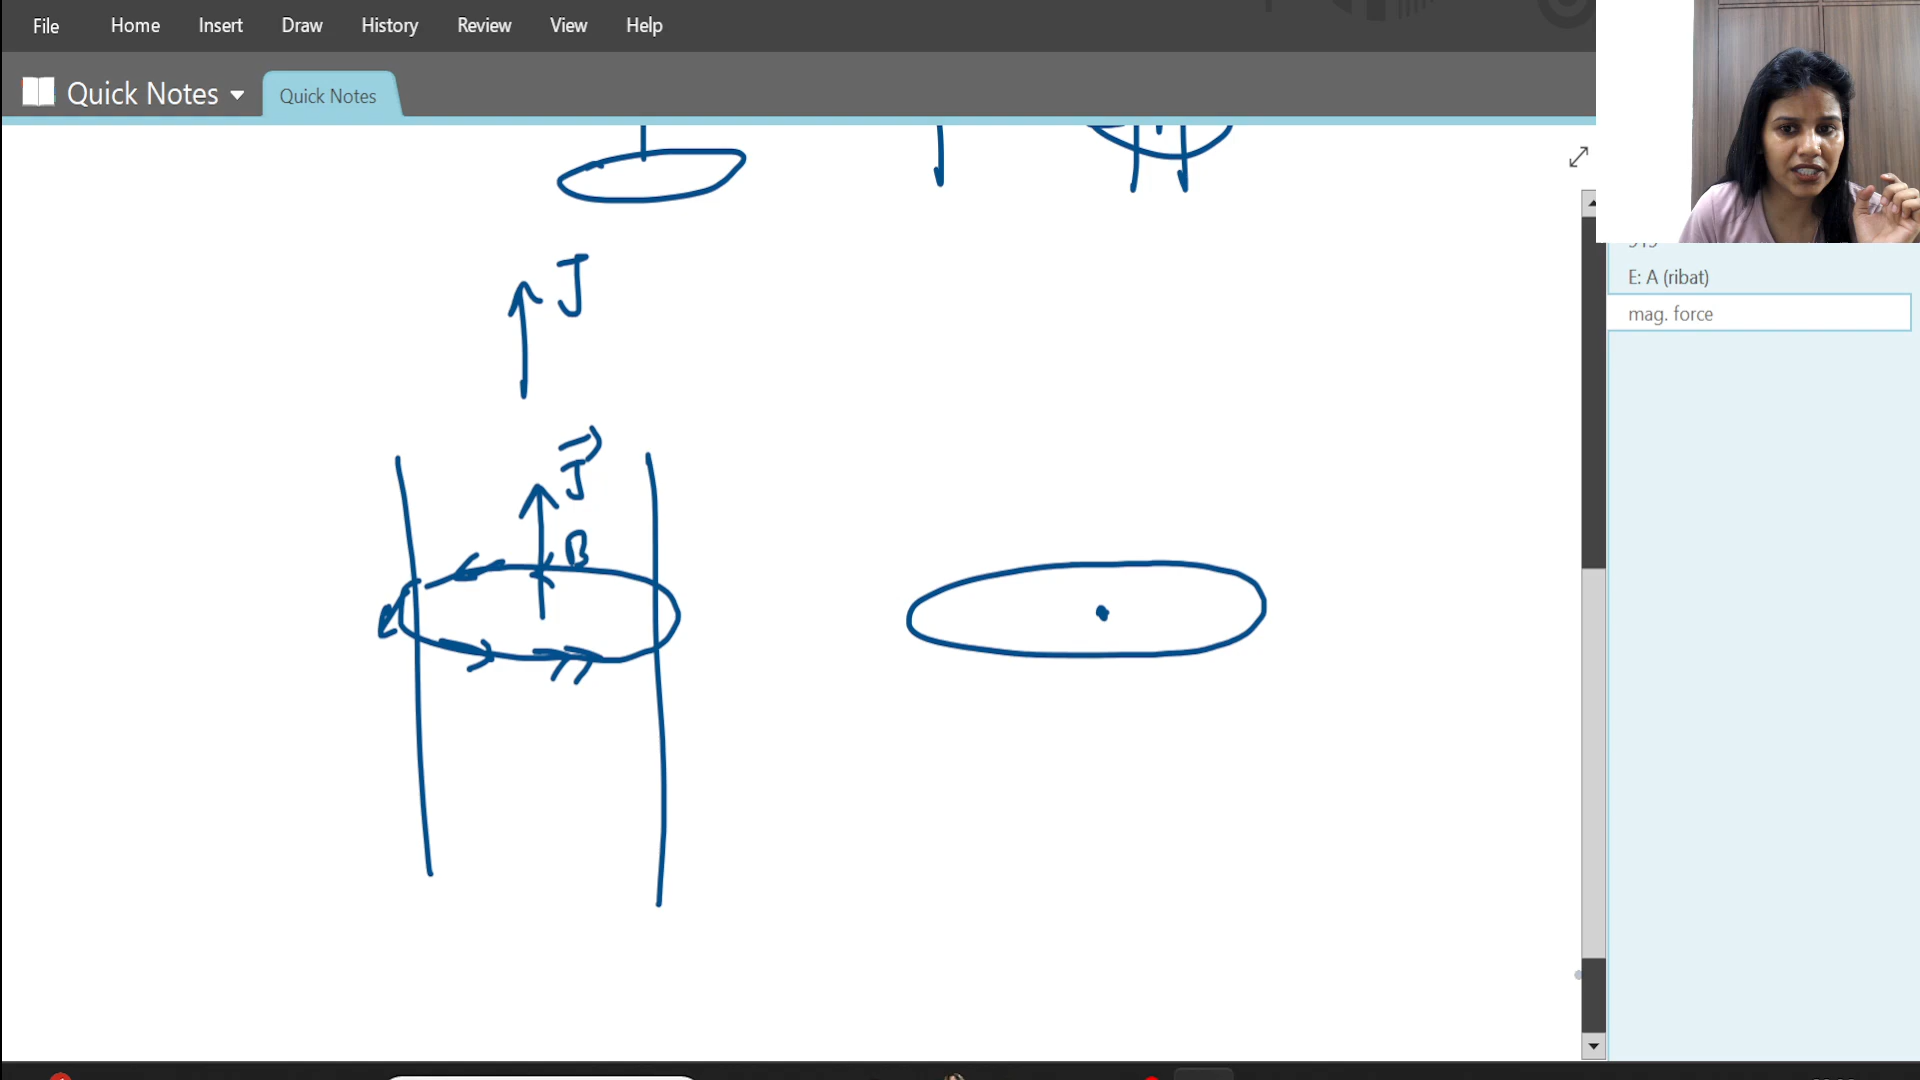 File Home Insert Draw History Review View Help
Quick Notes Quick Notes
E: A (ribat)
mag. force
J
J
B